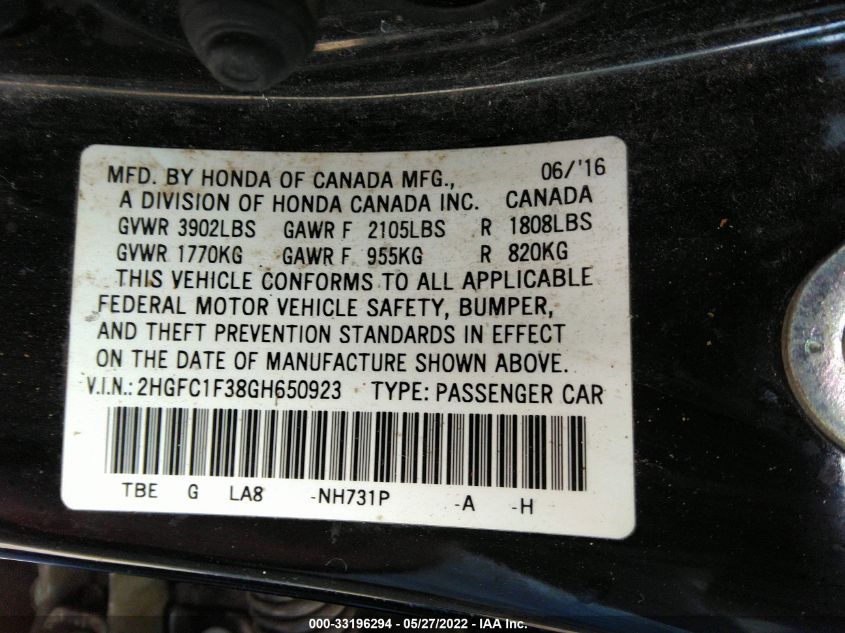 MFD. BY HONDA OF CANADA MFG., 06/'16
A DIVISION OF HONDA CANADA INC. CANADA
GVWR 3902LBS GAWR F 2105LBS R 1808LBS
GVWR 1770KG GAWR F 955KG R 820KG
THIS VEHICLE CONFORMS TO ALL APPLICABLE
FEDERAL MOTOR VEHICLE SAFETY, BUMPER,
AND THEFT PREVENTION STANDARDS IN EFFECT
ON THE DATE OF MANUFACTURE SHOWN ABOVE.
V.I.N.: 2HGFC1F38GH650923 TYPE: PASSENGER CAR
TBE G LA8 -NH731P -A -H
000-33196294 - 05/27/2022 - IAA Inc.